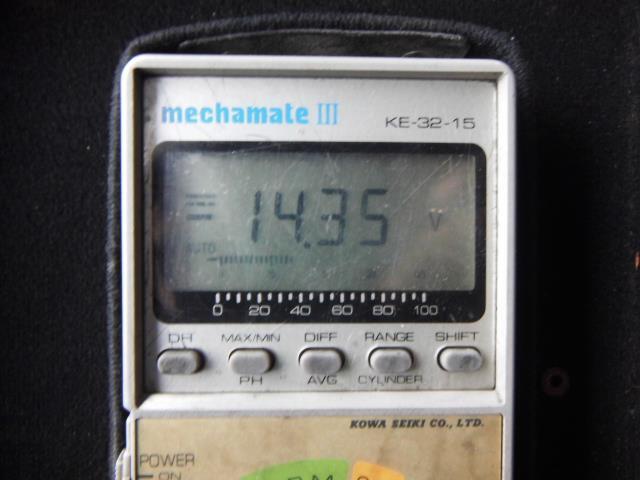 mechamate III
KE-32-15
14.35 V
AUTO
0 20 40 60 80 100
DH MAX/MIN DIFF RANGE SHIFT
PH AVG CYLINDER
KOWA SEIKI CO., LTD.
POWER
ON